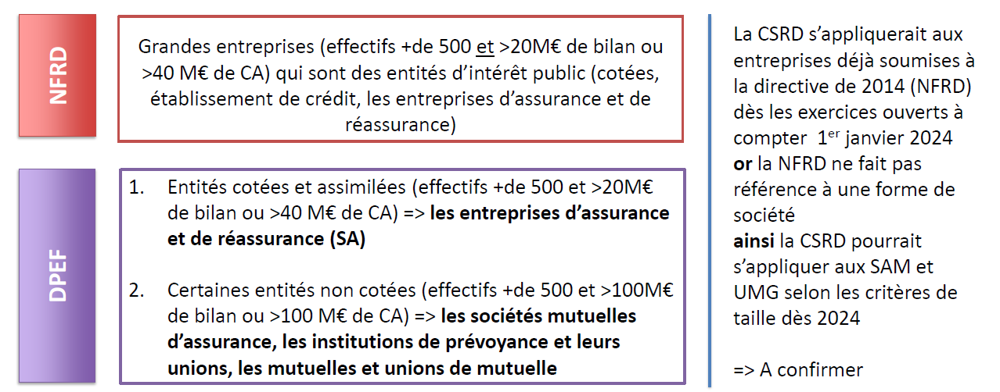 NFRD
Grandes entreprises (effectifs +de 500 et >20M€ de bilan ou
>40 M€ de CA) qui sont des entités d’intérêt public (cotées,
établissement de crédit, les entreprises d’assurance et de
réassurance)
DPEF
1. Entités cotées et assimilées (effectifs +de 500 et >20M€
de bilan ou >40 M€ de CA) => les entreprises d’assurance
et de réassurance (SA)
2. Certaines entités non cotées (effectifs +de 500 et >100M€
de bilan ou >100 M€ de CA) => les sociétés mutuelles
d’assurance, les institutions de prévoyance et leurs
unions, les mutuelles et unions de mutuelle
La CSRD s’appliquerait aux
entreprises déjà soumises à
la directive de 2014 (NFRD)
dès les exercices ouverts à
compter 1er janvier 2024
or la NFRD ne fait pas
référence à une forme de
société
ainsi la CSRD pourrait
s’appliquer aux SAM et
UMG selon les critères de
taille dès 2024
=> A confirmer